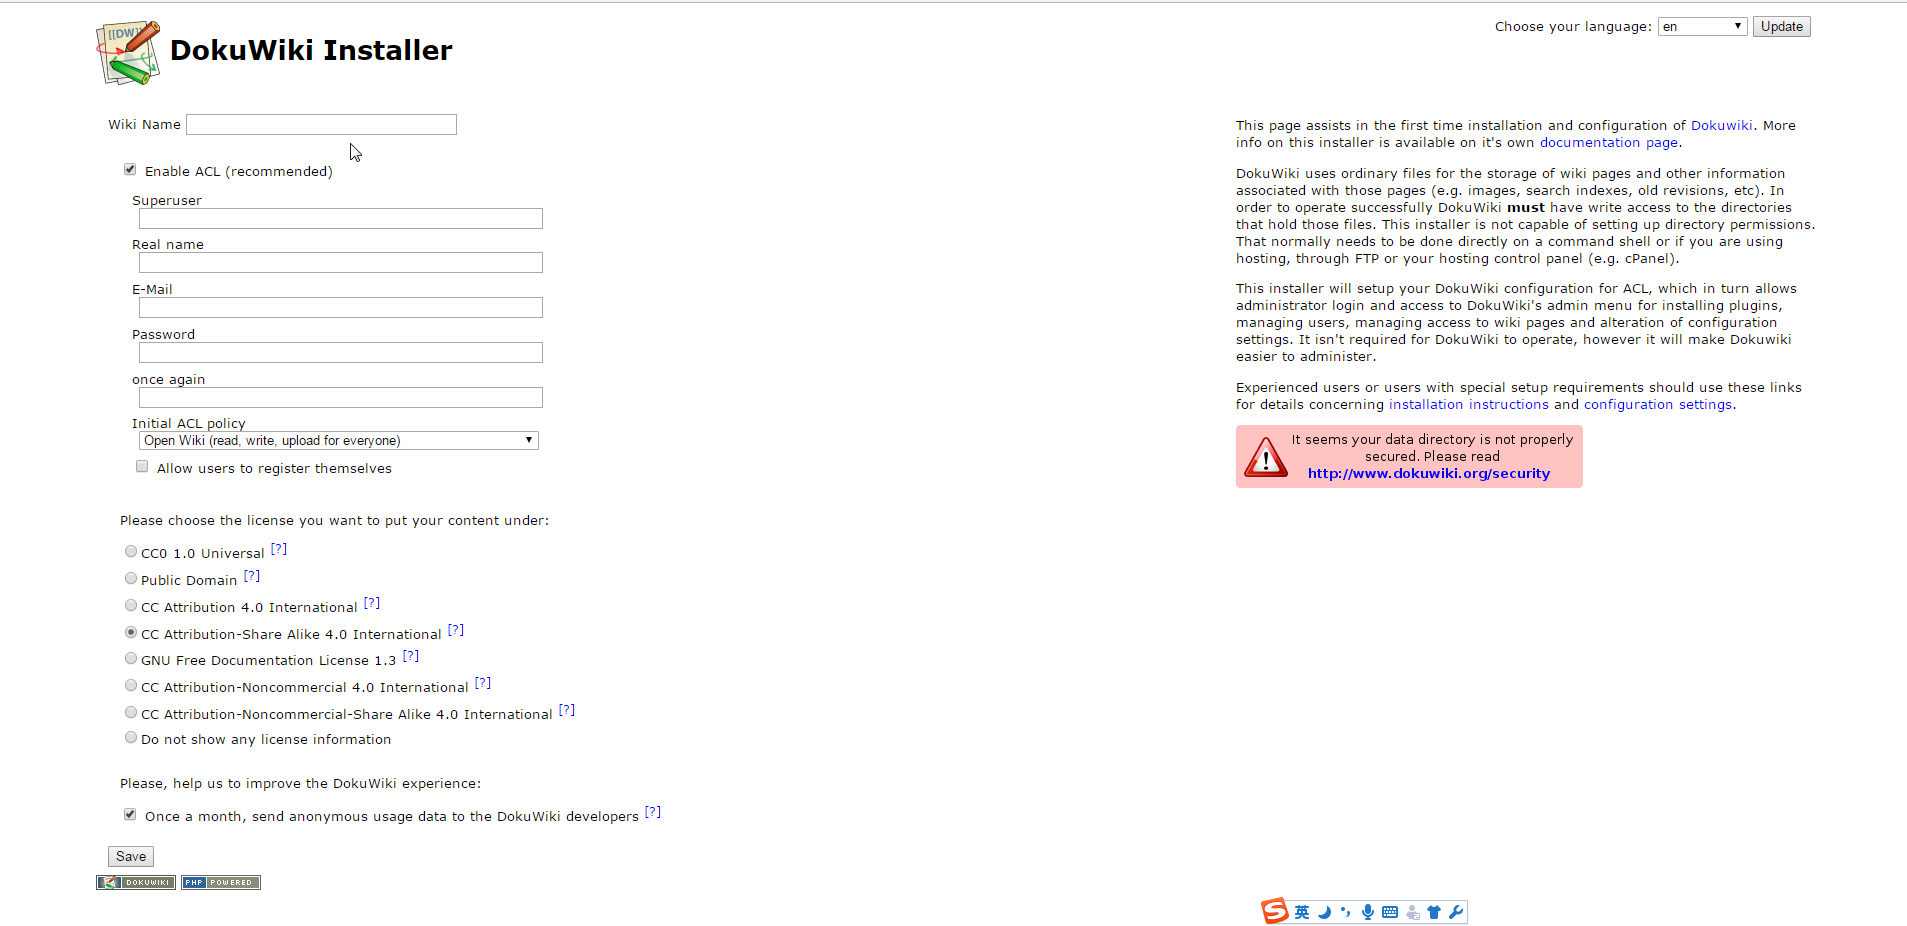 [[DW]]
DokuWiki Installer
Choose your language: en Update
Wiki Name
Enable ACL (recommended)
Superuser
Real name
E-Mail
Password
once again
Initial ACL policy
Open Wiki (read, write, upload for everyone)
Allow users to register themselves
Please choose the license you want to put your content under:
CC0 1.0 Universal [?]
Public Domain [?]
CC Attribution 4.0 International [?]
CC Attribution-Share Alike 4.0 International [?]
GNU Free Documentation License 1.3 [?]
CC Attribution-Noncommercial 4.0 International [?]
CC Attribution-Noncommercial-Share Alike 4.0 International [?]
Do not show any license information
Please, help us to improve the DokuWiki experience:
Once a month, send anonymous usage data to the DokuWiki developers [?]
Save
DOKUWIKI PHP POWERED
This page assists in the first time installation and configuration of Dokuwiki. More
info on this installer is available on it's own documentation page.
DokuWiki uses ordinary files for the storage of wiki pages and other information
associated with those pages (e.g. images, search indexes, old revisions, etc). In
order to operate successfully DokuWiki must have write access to the directories
that hold those files. This installer is not capable of setting up directory permissions.
That normally needs to be done directly on a command shell or if you are using
hosting, through FTP or your hosting control panel (e.g. cPanel).
This installer will setup your DokuWiki configuration for ACL, which in turn allows
administrator login and access to DokuWiki's admin menu for installing plugins,
managing users, managing access to wiki pages and alteration of configuration
settings. It isn't required for DokuWiki to operate, however it will make Dokuwiki
easier to administer.
Experienced users or users with special setup requirements should use these links
for details concerning installation instructions and configuration settings.
It seems your data directory is not properly
secured. Please read
http://www.dokuwiki.org/security
S 英